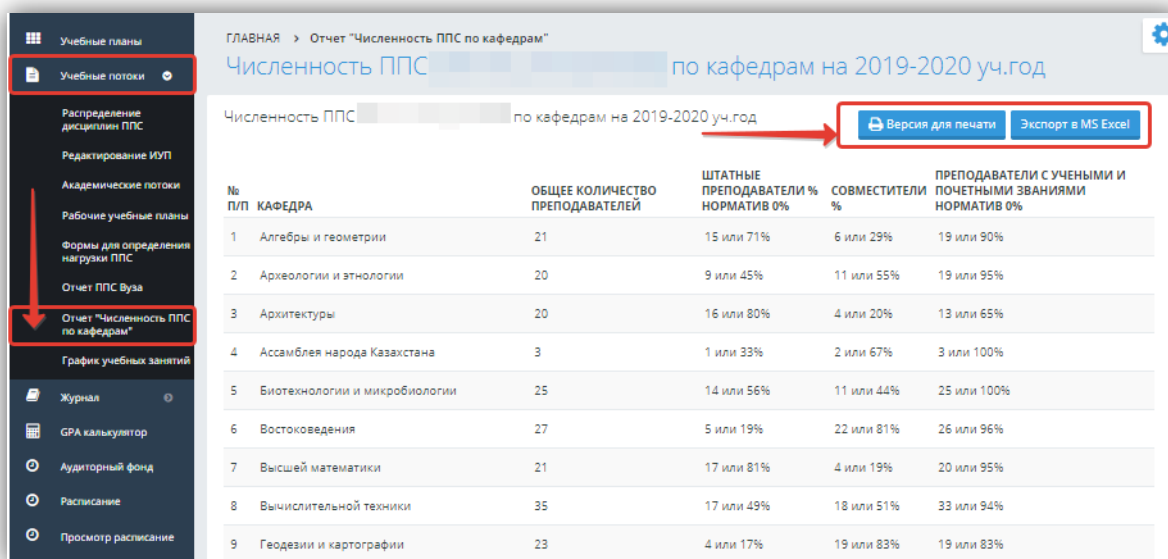 Учебные планы
Учебные потоки
Распределение
дисциплин ППС
Редактирование ИУП
Академические потоки
Рабочие учебные планы
Формы для определения
нагрузки ППС
Отчет ППС Вуза
Отчет "Численность ППС
по кафедрам"
График учебных занятий
Журнал
GPA калькулятор
Аудиторный фонд
Расписание
Просмотр расписание
ГЛАВНАЯ > Отчет "Численность ППС по кафедрам"
Численность ППС по кафедрам на 2019-2020 уч.год
Численность ППС по кафедрам на 2019-2020 уч.год
Версия для печати Экспорт в MS Excel
№ П/П КАФЕДРА ОБЩЕЕ КОЛИЧЕСТВО ПРЕПОДАВАТЕЛЕЙ ШТАТНЫЕ ПРЕПОДАВАТЕЛИ % НОРМАТИВ 0% СОВМЕСТИТЕЛИ % ПРЕПОДАВАТЕЛИ С УЧЕНЫМИ И ПОЧЕТНЫМИ ЗВАНИЯМИ НОРМАТИВ 0%
1 Алгебры и геометрии 21 15 или 71% 6 или 29% 19 или 90%
2 Археологии и этнологии 20 9 или 45% 11 или 55% 19 или 95%
3 Архитектуры 20 16 или 80% 4 или 20% 13 или 65%
4 Ассамблея народа Казахстана 3 1 или 33% 2 или 67% 3 или 100%
5 Биотехнологии и микробиологии 25 14 или 56% 11 или 44% 25 или 100%
6 Востоковедения 27 5 или 19% 22 или 81% 26 или 96%
7 Высшей математики 21 17 или 81% 4 или 19% 20 или 95%
8 Вычислительной техники 35 17 или 49% 18 или 51% 33 или 94%
9 Геодезии и картографии 23 4 или 17% 19 или 83% 19 или 83%